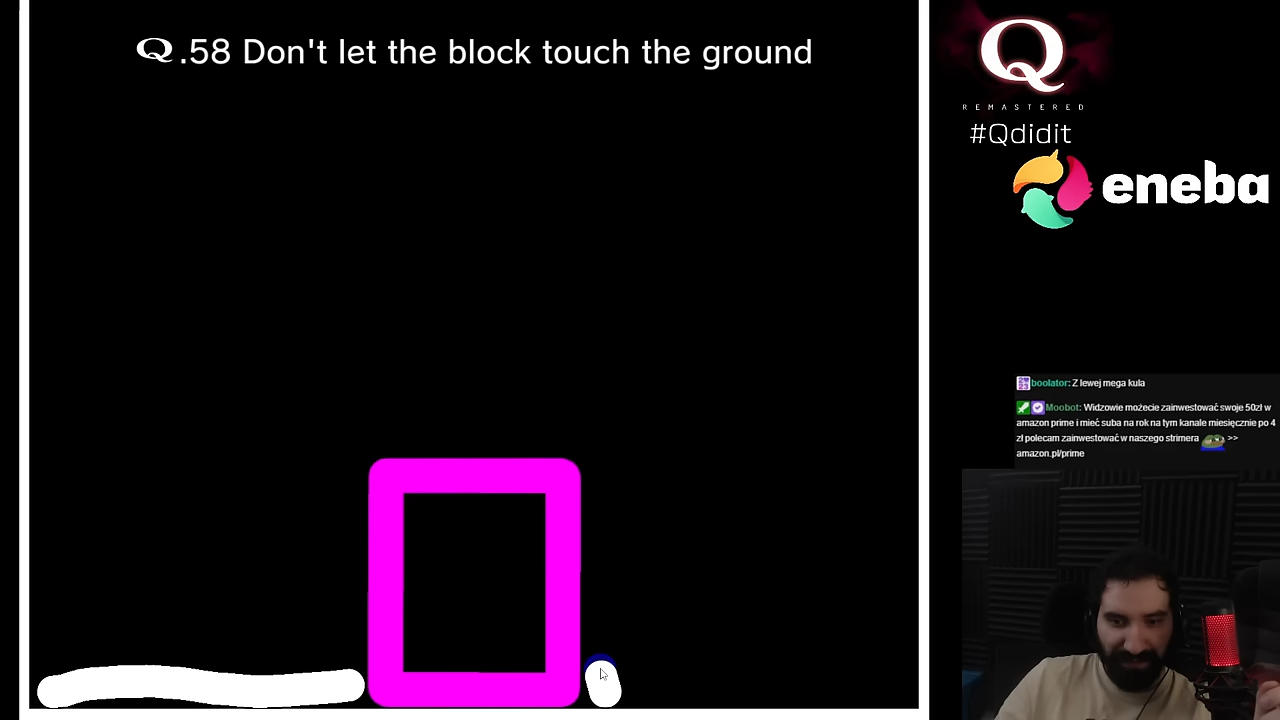 Q.58 Don't let the block touch the ground
Q
REMASTERED
#Qdidit
eneba
boolator: Z lewej mega kula
Moobot: Widzowie możecie zainwestować swoje 50zł w
amazon prime i mieć suba na rok na tym kanale miesięcznie po 4
zł polecam zainwestować w naszego strimera >>
amazon.pl/prime